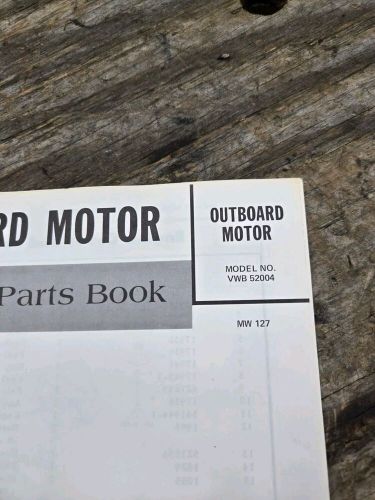 RD MOTOR
Parts Book
OUTBOARD
MOTOR
MODEL NO.
VWB 52004
MW 127